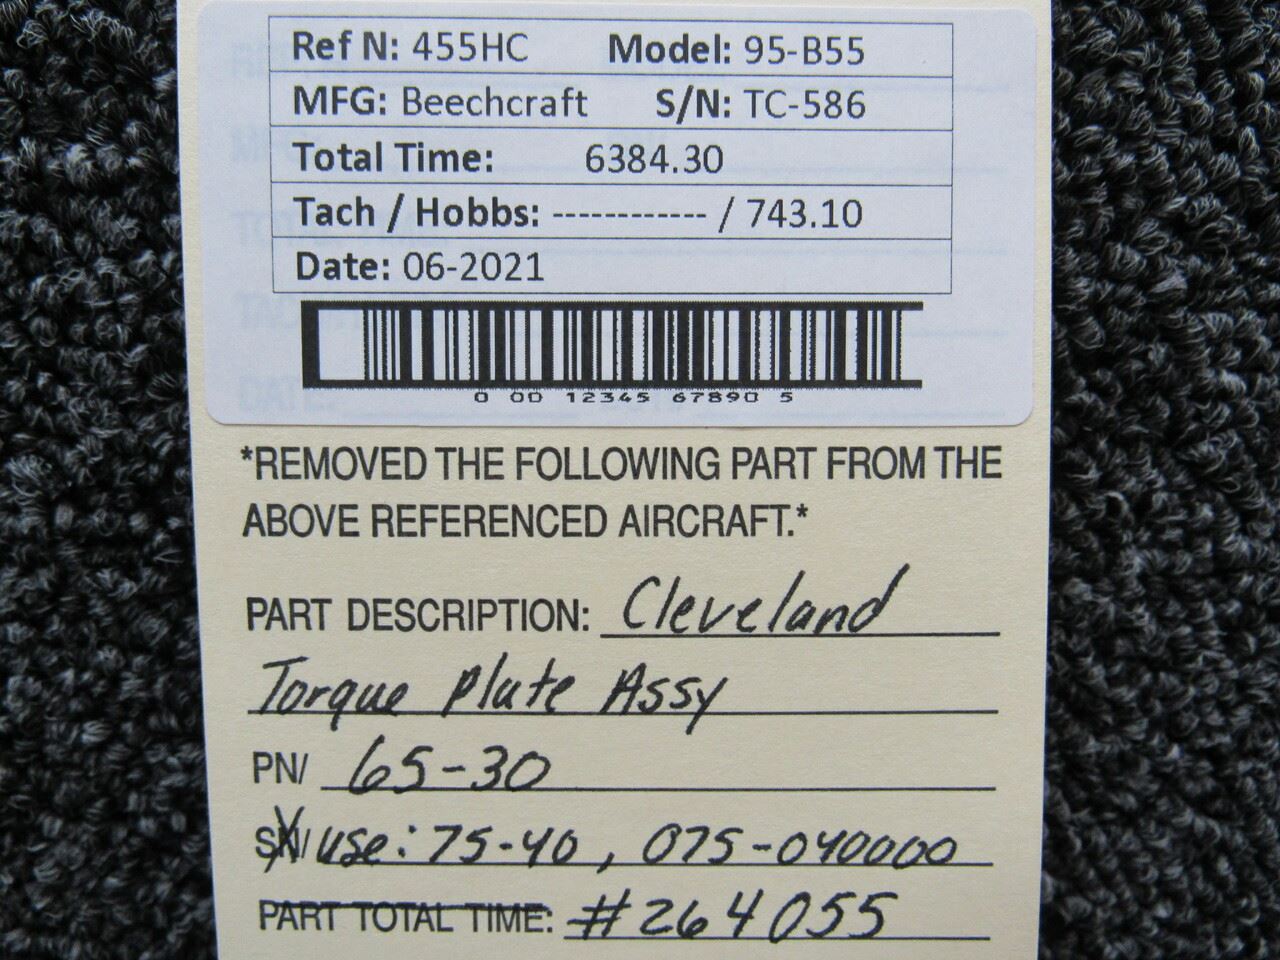 Ref N: 455HC Model: 95-B55
MFG: Beechcraft S/N: TC-586
Total Time: 6384.30
Tach / Hobbs: ------------ / 743.10
Date: 06-2021
0 00 12345 67890 5
*REMOVED THE FOLLOWING PART FROM THE
ABOVE REFERENCED AIRCRAFT.*
PART DESCRIPTION: Cleveland
Torque Plate Assy
PN/ 65-30
SN/ use: 75-40, 075-040000
PART TOTAL TIME: #264055